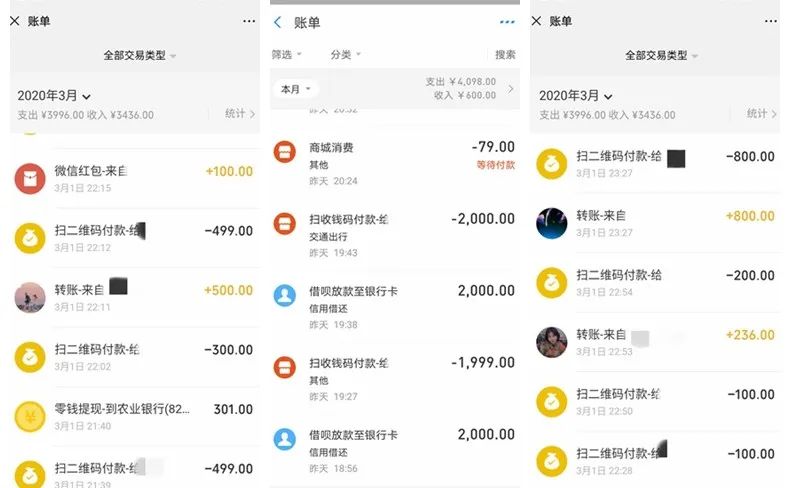 账单
全部交易类型
2020年3月
支出 ¥3996.00 收入 ¥3436.00
统计
微信红包-来自
+100.00
3月1日 22:15
扫二维码付款-给
-499.00
3月1日 22:12
转账-来自
+500.00
3月1日 22:11
扫二维码付款-给
-300.00
3月1日 22:02
零钱提现-到农业银行(82...
301.00
3月1日 21:40
扫二维码付款-给
-499.00
3月1日 21:39
账单
筛选
分类
搜索
本月
支出 ¥4,098.00
收入 ¥600.00
昨天 20:32
商城消费
-79.00
其他
等待付款
昨天 20:24
扫收钱码付款-给
-2,000.00
交通出行
昨天 19:43
借呗放款至银行卡
2,000.00
信用借还
昨天 19:38
扫收钱码付款-给
-1,999.00
其他
昨天 19:27
借呗放款至银行卡
2,000.00
信用借还
昨天 18:56
账单
全部交易类型
2020年3月
支出 ¥3996.00 收入 ¥3436.00
统计
扫二维码付款-给
-800.00
3月1日 23:27
转账-来自
+800.00
3月1日 23:27
扫二维码付款-给
-200.00
3月1日 22:54
转账-来自
+236.00
3月1日 22:53
扫二维码付款-给
-100.00
3月1日 22:50
扫二维码付款-给
-100.00
3月1日 22:28